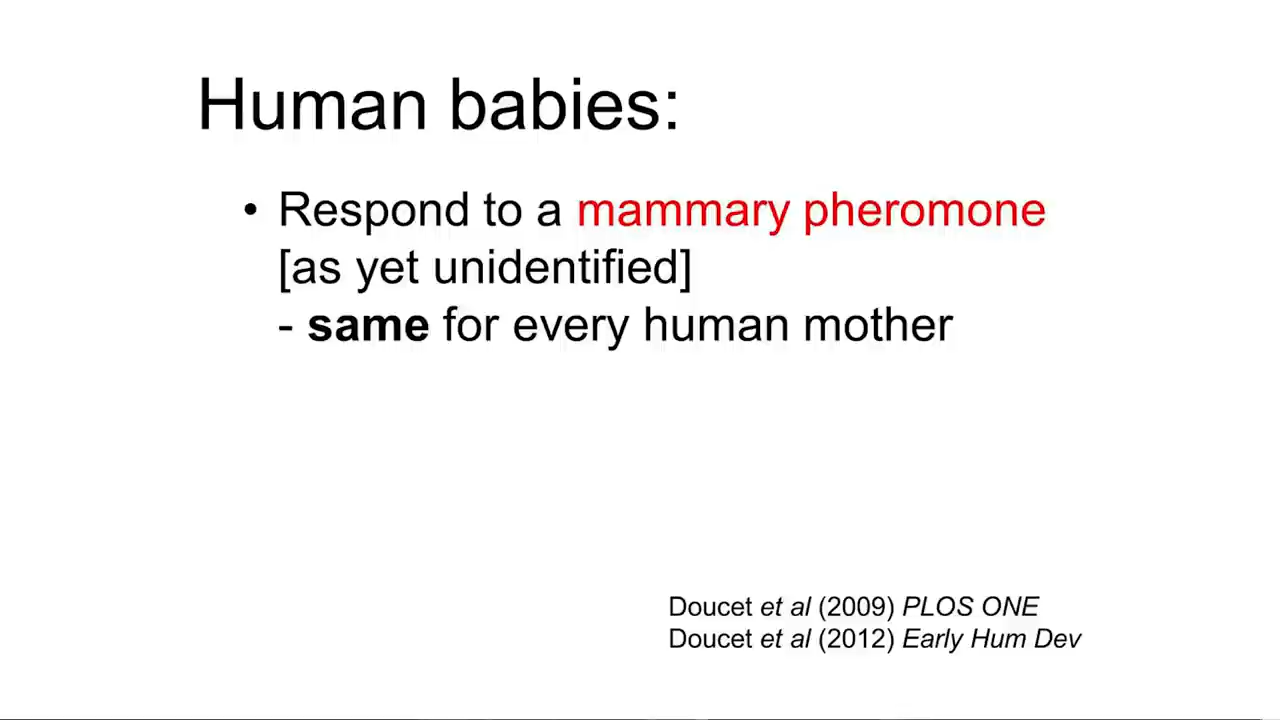 Human babies:
• Respond to a mammary pheromone
[as yet unidentified]
- same for every human mother
Doucet et al (2009) PLOS ONE
Doucet et al (2012) Early Hum Dev